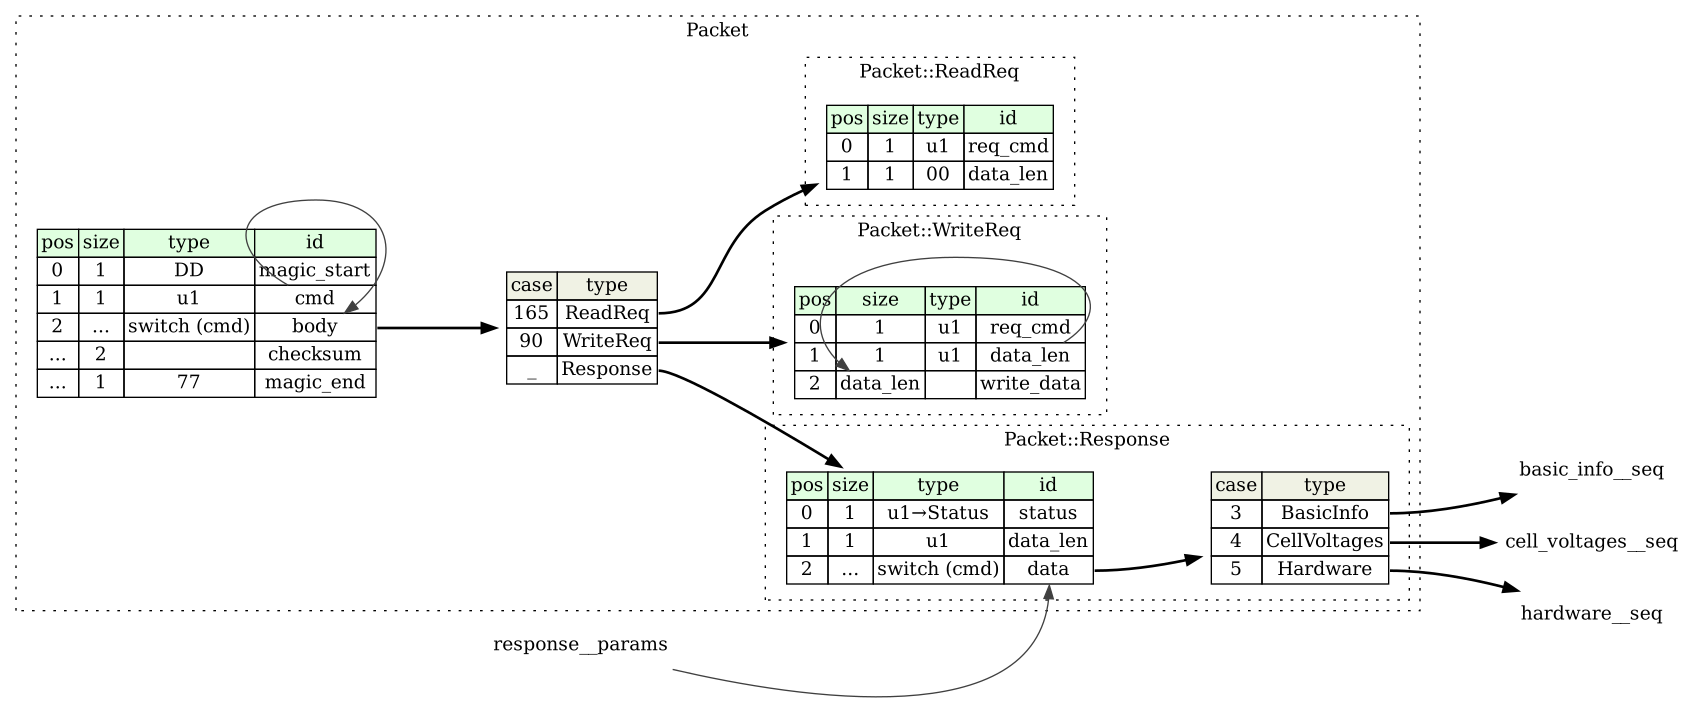 Packet
Packet::ReadReq
pos size type id
0 1 u1 req_cmd
1 1 00 data_len
Packet::WriteReq
pos size type id
0 1 u1 req_cmd
1 1 u1 data_len
2 data_len write_data
pos size type id
0 1 DD magic_start
1 1 u1 cmd
2 ... switch (cmd) body
... 2 checksum
... 1 77 magic_end
case type
165 ReadReq
90 WriteReq
_ Response
Packet::Response
pos size type id
0 1 u1→Status status
1 1 u1 data_len
2 ... switch (cmd) data
case type
3 BasicInfo
4 CellVoltages
5 Hardware
basic_info__seq
cell_voltages__seq
hardware__seq
response__params